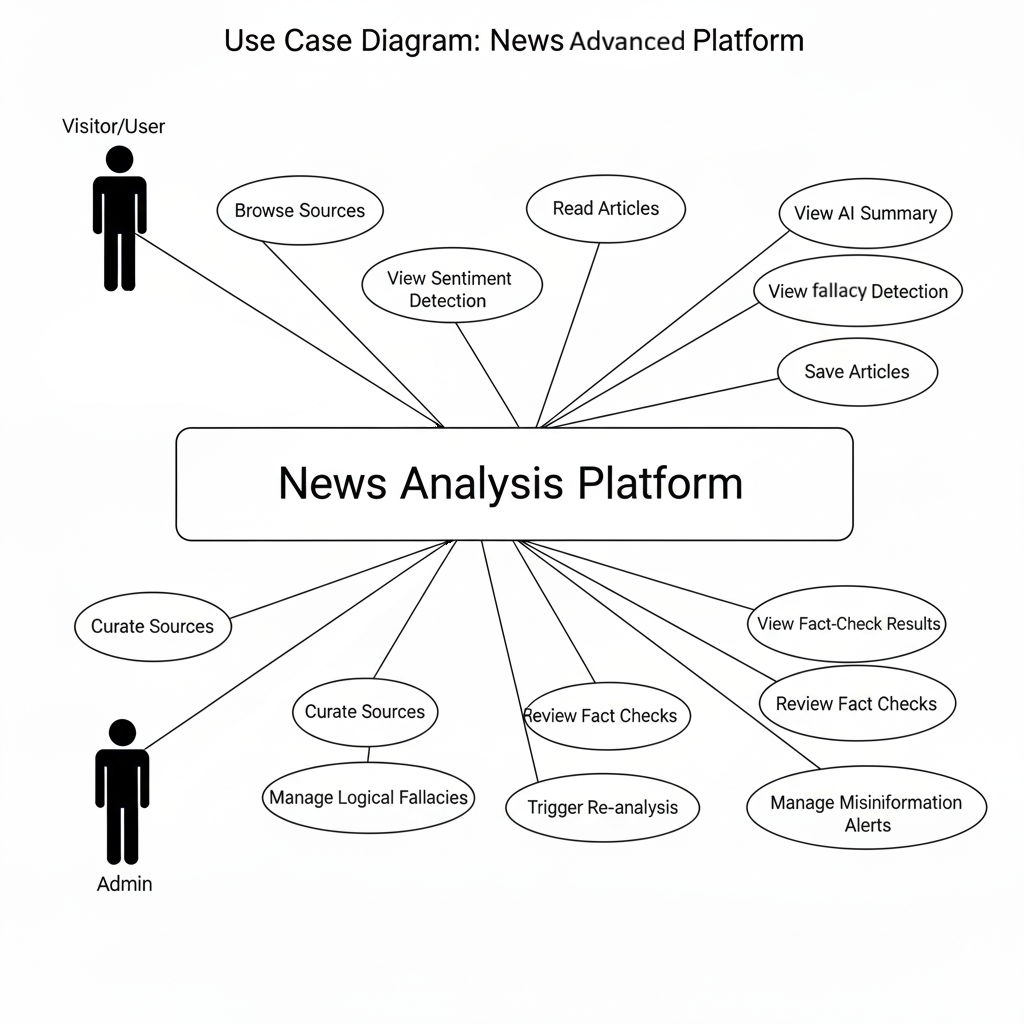 Use Case Diagram: News Advanced Platform
Visitor/User
Browse Sources
Read Articles
View AI Summary
View Sentiment
Detection
View fallacy Detection
Save Articles
News Analysis Platform
Curate Sources
View Fact-Check Results
Curate Sources
Review Fact Checks
Review Fact Checks
Manage Logical Fallacies
Trigger Re-analysis
Manage Misiniformation
Alerts
Admin